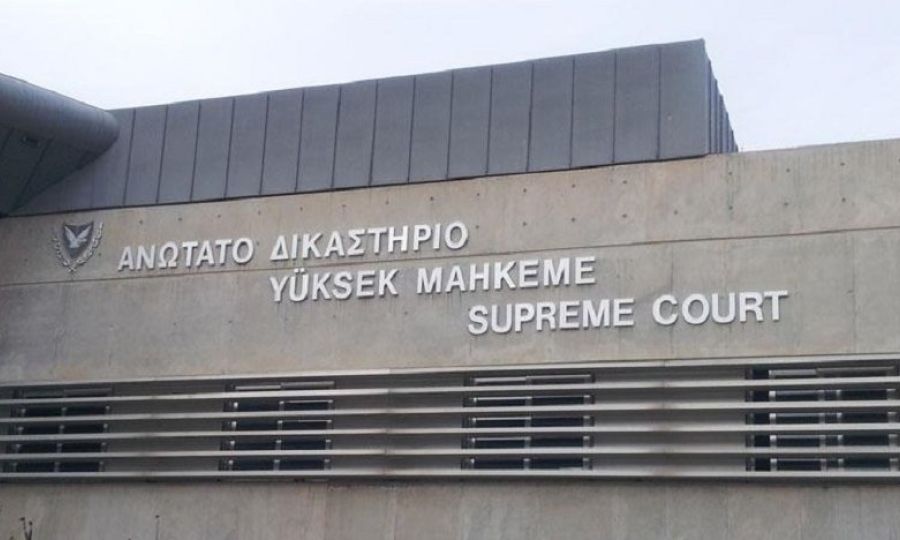 ΑΝΩΤΑΤΟ ΔΙΚΑΣΤΗΡΙΟ
YÜKSEK MAHKEME
SUPREME COURT